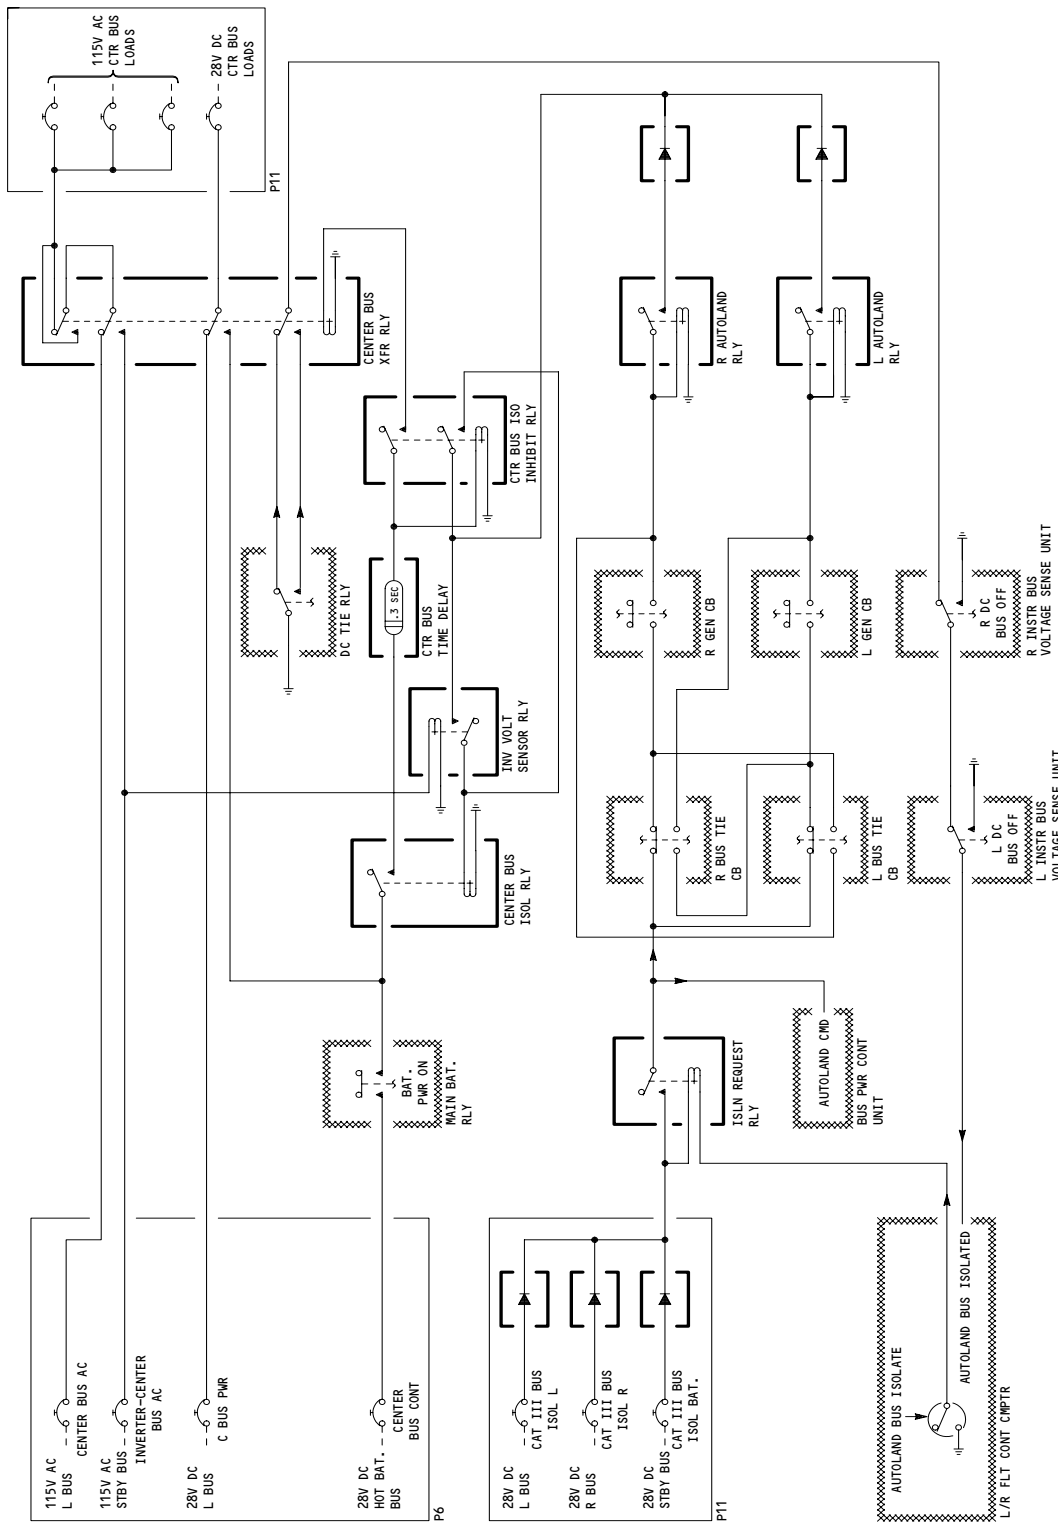 115V AC
CTR BUS
LOADS
28V DC
CTR BUS
LOADS
P11
CENTER BUS
XFR RLY
R AUTOLAND
RLY
L AUTOLAND
RLY
CTR BUS ISO
INHIBIT RLY
DC TIE RLY
.3 SEC
CTR BUS
TIME DELAY
R GEN CB
L GEN CB
R DC
BUS OFF
R INSTR BUS
VOLTAGE SENSE UNIT
INV VOLT
SENSOR RLY
CENTER BUS
ISOL RLY
R BUS TIE
CB
L BUS TIE
CB
L DC
BUS OFF
L INSTR BUS
VOLTAGE SENSE UNIT
BAT.
PWR ON
MAIN BAT.
RLY
ISLN REQUEST
RLY
AUTOLAND CMD
BUS PWR CONT
UNIT
115V AC
L BUS
CENTER BUS AC
115V AC
STBY BUS
INVERTER-CENTER
BUS AC
28V DC
L BUS
C BUS PWR
28V DC
HOT BAT.
BUS
CENTER
BUS CONT
P6
28V DC
L BUS
CAT III BUS
ISOL L
28V DC
R BUS
CAT III BUS
ISOL R
28V DC
STBY BUS
CAT III BUS
ISOL BAT.
P11
AUTOLAND BUS ISOLATE
AUTOLAND BUS ISOLATED
L/R FLT CONT CMPTR